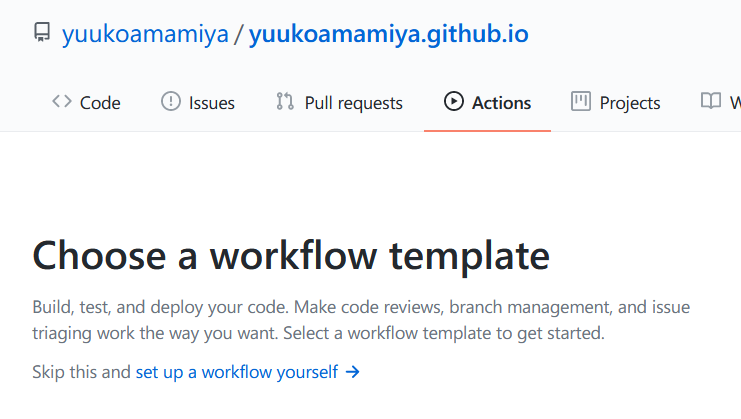 yuukoamamiya / yuukoamamiya.github.io
Code Issues Pull requests Actions Projects
Choose a workflow template
Build, test, and deploy your code. Make code reviews, branch management, and issue
triaging work the way you want. Select a workflow template to get started.
Skip this and set up a workflow yourself →